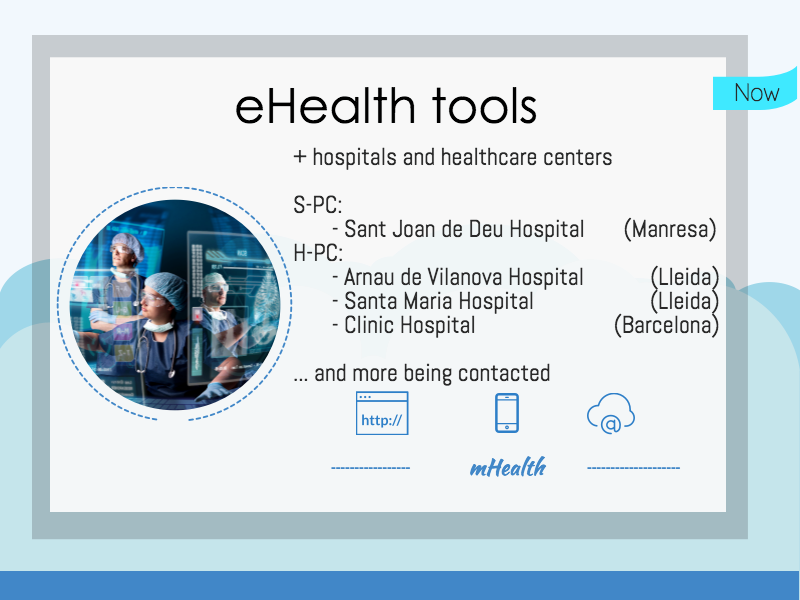 eHealth tools
Now
+ hospitals and healthcare centers
S-PC:
- Sant Joan de Deu Hospital (Manresa)
H-PC:
- Arnau de Vilanova Hospital (Lleida)
- Santa Maria Hospital (Lleida)
- Clinic Hospital (Barcelona)
... and more being contacted
http://
@
---------------- mHealth -------------------